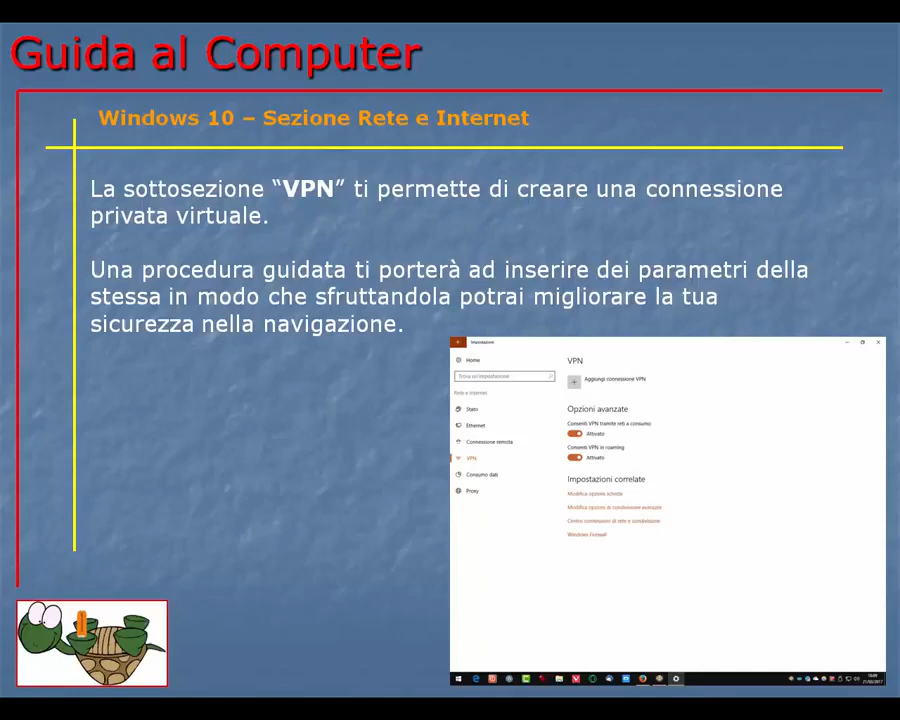 Guida al Computer
Windows 10 – Sezione Rete e Internet
La sottosezione “VPN” ti permette di creare una connessione
privata virtuale.
Una procedura guidata ti porterà ad inserire dei parametri della
stessa in modo che sfruttandola potrai migliorare la tua
sicurezza nella navigazione.
Impostazioni
Home
Trova un'impostazione
Rete e Internet
Stato
Ethernet
Connessione remota
VPN
Consumo dati
Proxy
VPN
Aggiungi connessione VPN
Opzioni avanzate
Consenti VPN tramite reti a consumo
Attivato
Consenti VPN in roaming
Attivato
Impostazioni correlate
Modifica opzioni scheda
Modifica opzioni di condivisione avanzate
Centro connessioni di rete e condivisione
Windows Firewall